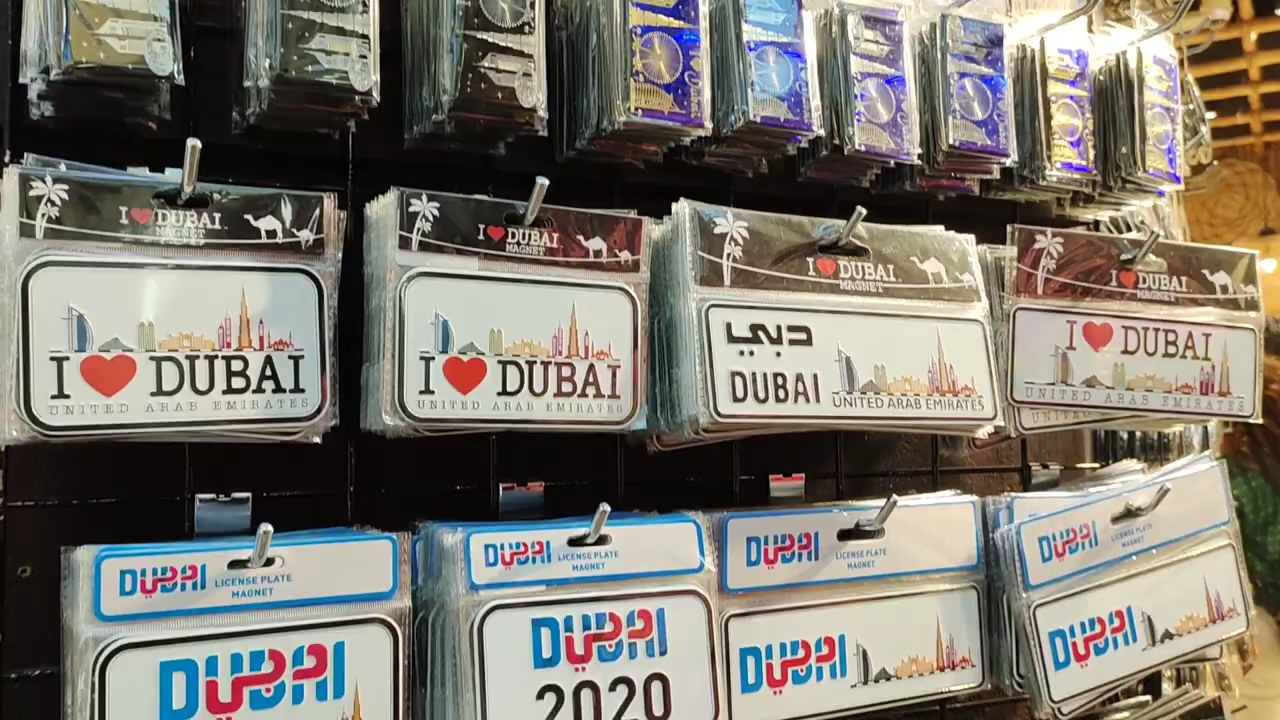 I ❤ DUBAI
MAGNET
I ❤ DUBAI
UNITED ARAB EMIRATES
I ❤ DUBAI
MAGNET
I ❤ DUBAI
UNITED ARAB EMIRATES
I ❤ DUBAI
MAGNET
دبي
DUBAI
UNITED ARAB EMIRATES
I ❤ DUBAI
MAGNET
I ❤ DUBAI
UNITED ARAB EMIRATES
UNITED
DUBAI
LICENSE PLATE
MAGNET
DUBAI
DUBAI
LICENSE PLATE
MAGNET
DUBAI
2020
DUBAI
LICENSE PLATE
MAGNET
DUBAI
DUBAI
LICENSE PLATE
MAGNET
DUBAI